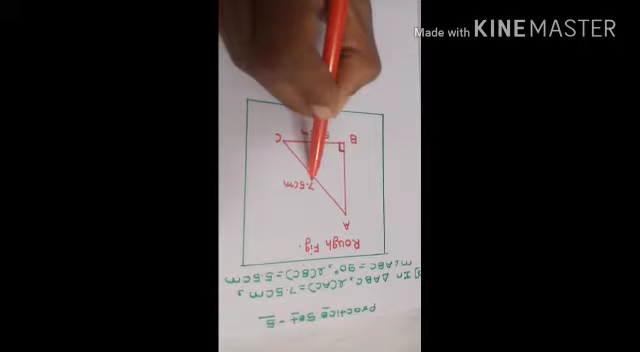 Made with KINEMASTER
Practice Set - 5
In △ABC, l(AC)=7.5cm,
m∠ABC = 90°, l(BC)=5.5cm
Rough Fig.
A
7.5cm
B
C